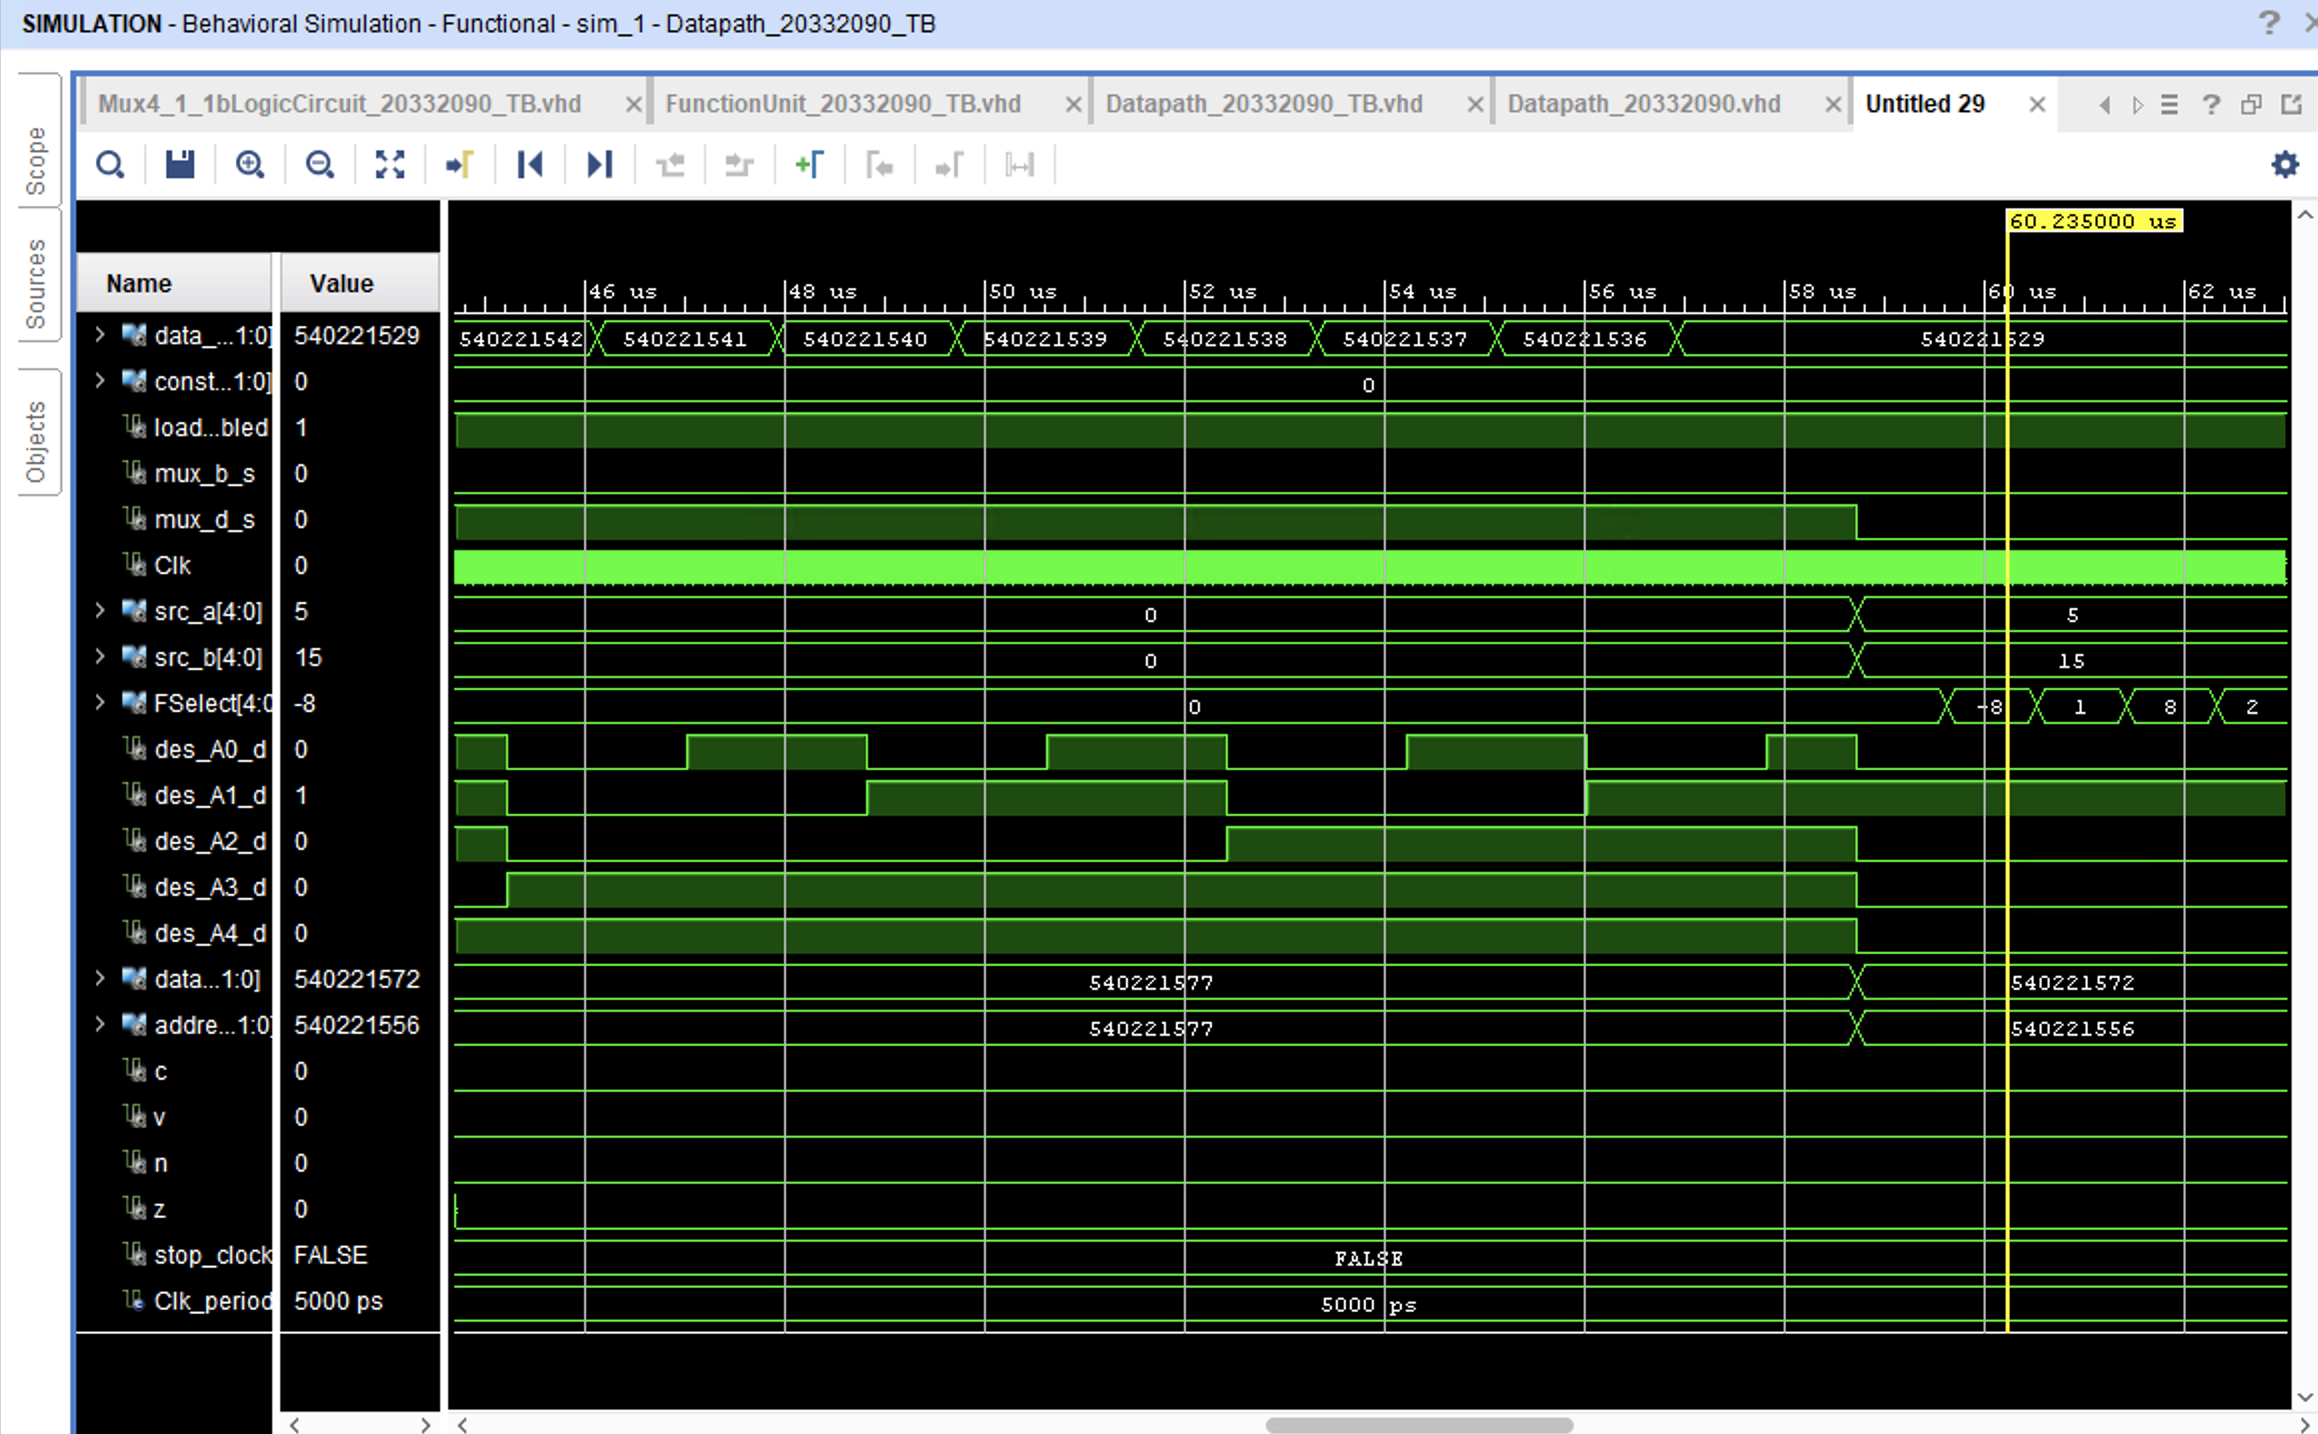 SIMULATION - Behavioral Simulation - Functional - sim_1 - Datapath_20332090_TB
Scope
Sources
Objects
Mux4_1_1bLogicCircuit_20332090_TB.vhd
FunctionUnit_20332090_TB.vhd
Datapath_20332090_TB.vhd
Datapath_20332090.vhd
Untitled 29
60.235000 us
Name Value
46 us 48 us 50 us 52 us 54 us 56 us 58 us 60 us 62 us
data_...1:0] 540221529 540221542 540221541 540221540 540221539 540221538 540221537 540221536 540221529
const...1:0] 0 0
load...bled 1
mux_b_s 0
mux_d_s 0
Clk 0
src_a[4:0] 5 0 5
src_b[4:0] 15 0 15
FSelect[4:0 -8 0 -8 1 8 2
des_A0_d 0
des_A1_d 1
des_A2_d 0
des_A3_d 0
des_A4_d 0
data...1:0] 540221572 540221577 540221572
addre...1:0] 540221556 540221577 540221556
c 0
v 0
n 0
z 0
stop_clock FALSE FALSE
Clk_period 5000 ps 5000 ps